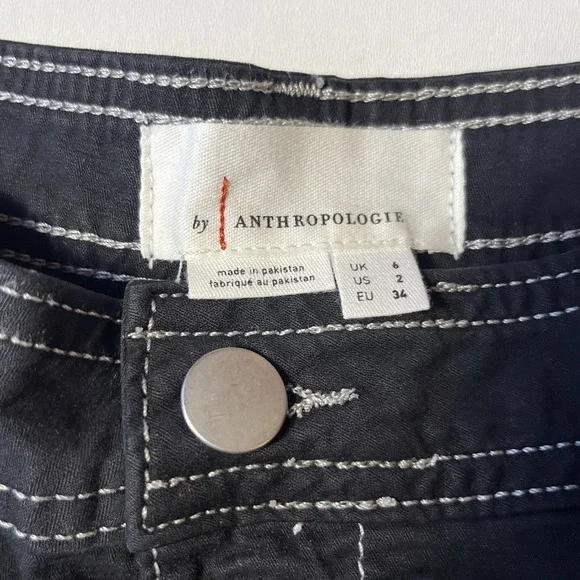 by ANTHROPOLOGIE
made in pakistan
fabriqué au pakistan
UK 6
US 2
EU 34